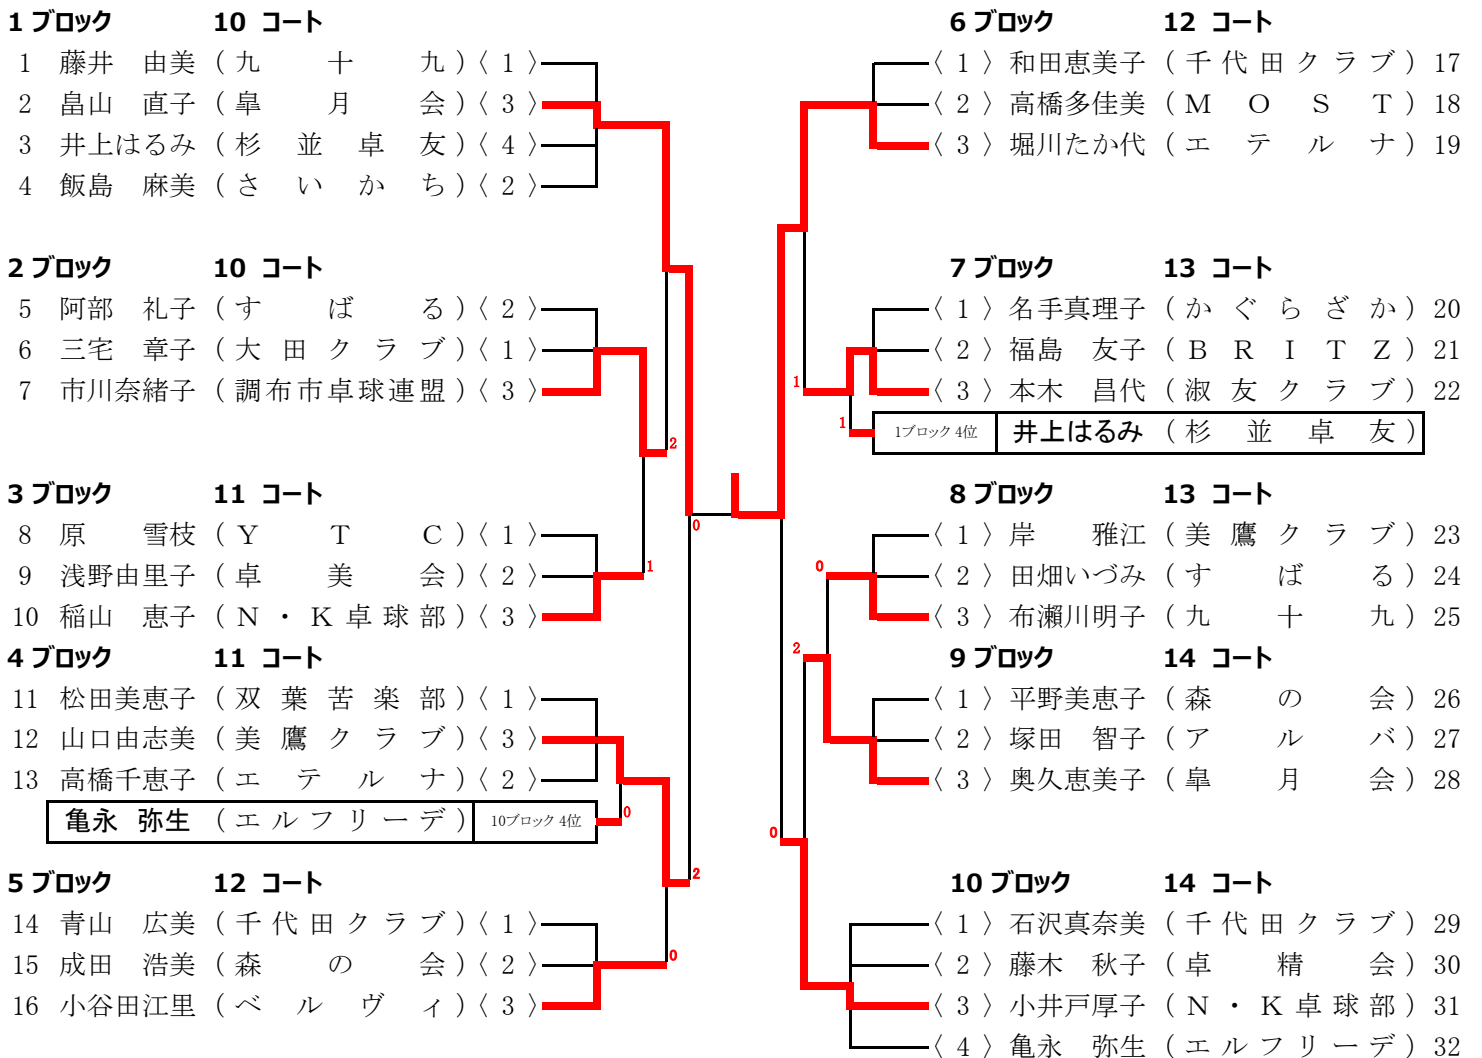 1 ブロック 10 コート
1 藤井 由美 ( 九 十 九 ) 〈 1 〉
2 畠山 直子 ( 皐 月 会 ) 〈 3 〉
3 井上はるみ ( 杉 並 卓 友 ) 〈 4 〉
4 飯島 麻美 ( さ い か ち ) 〈 2 〉
2 ブロック 10 コート
5 阿部 礼子 ( す ば る ) 〈 2 〉
6 三宅 章子 ( 大 田 ク ラ ブ ) 〈 1 〉
7 市川奈緒子 ( 調布市卓球連盟 ) 〈 3 〉
2
3 ブロック 11 コート
0
8 原 雪枝 ( Y T C ) 〈 1 〉
9 浅野由里子 ( 卓 美 会 ) 〈 2 〉
1
10 稲山 恵子 ( N ・ K 卓 球 部 ) 〈 3 〉
4 ブロック 11 コート
11 松田美恵子 ( 双 葉 苦 楽 部 ) 〈 1 〉
12 山口由志美 ( 美 鷹 ク ラ ブ ) 〈 3 〉
13 高橋千恵子 ( エ テ ル ナ ) 〈 2 〉
亀永 弥生 ( エ ル フ リ ー デ ) 10ブロック 4位
0
5 ブロック 12 コート
2
14 青山 広美 ( 千 代 田 ク ラ ブ ) 〈 1 〉
15 成田 浩美 ( 森 の 会 ) 〈 2 〉
0
16 小谷田江里 ( ベ ル ヴ ィ ) 〈 3 〉
6 ブロック 12 コート
〈 1 〉 和田恵美子 ( 千 代 田 ク ラ ブ ) 17
〈 2 〉 高橋多佳美 ( M O S T ) 18
〈 3 〉 堀川たか代 ( エ テ ル ナ ) 19
7 ブロック 13 コート
〈 1 〉 名手真理子 ( か ぐ ら ざ か ) 20
〈 2 〉 福島 友子 ( B R I T Z ) 21
1
〈 3 〉 本木 昌代 ( 淑 友 ク ラ ブ ) 22
1
1ブロック 4位 井上はるみ ( 杉 並 卓 友 )
8 ブロック 13 コート
〈 1 〉 岸 雅江 ( 美 鷹 ク ラ ブ ) 23
0
〈 2 〉 田畑いづみ ( す ば る ) 24
〈 3 〉 布瀬川明子 ( 九 十 九 ) 25
2
9 ブロック 14 コート
〈 1 〉 平野美恵子 ( 森 の 会 ) 26
〈 2 〉 塚田 智子 ( ア ル バ ) 27
〈 3 〉 奥久恵美子 ( 皐 月 会 ) 28
0
10 ブロック 14 コート
〈 1 〉 石沢真奈美 ( 千 代 田 ク ラ ブ ) 29
〈 2 〉 藤木 秋子 ( 卓 精 会 ) 30
〈 3 〉 小井戸厚子 ( N ・ K 卓 球 部 ) 31
〈 4 〉 亀永 弥生 ( エ ル フ リ ー デ ) 32